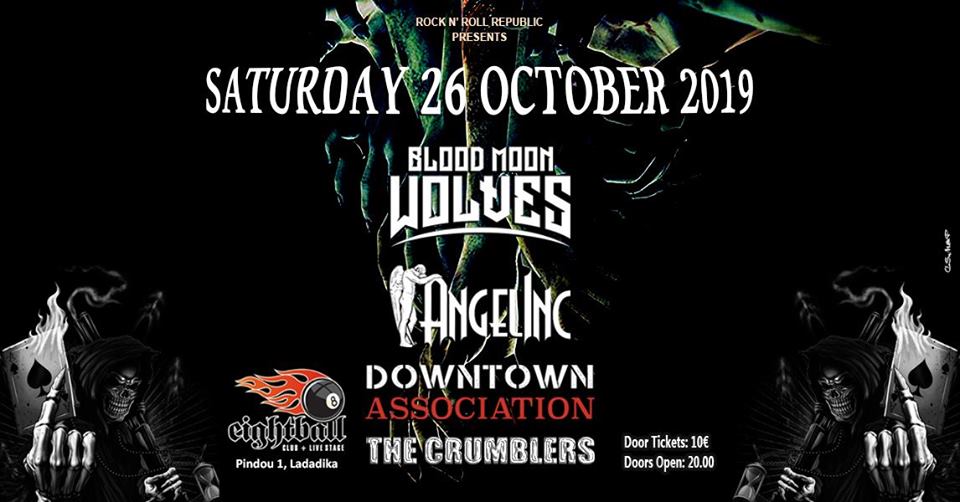 ROCK N' ROLL REPUBLIC
PRESENTS
SATURDAY 26 OCTOBER 2019
BLOOD MOON
WOLVES
ANGELINC
DOWNTOWN
ASSOCIATION
THE CRUMBLERS
8
eightball
CLUB + LIVE STAGE
Pindou 1, Ladadika
Door Tickets: 10€
Doors Open: 20.00